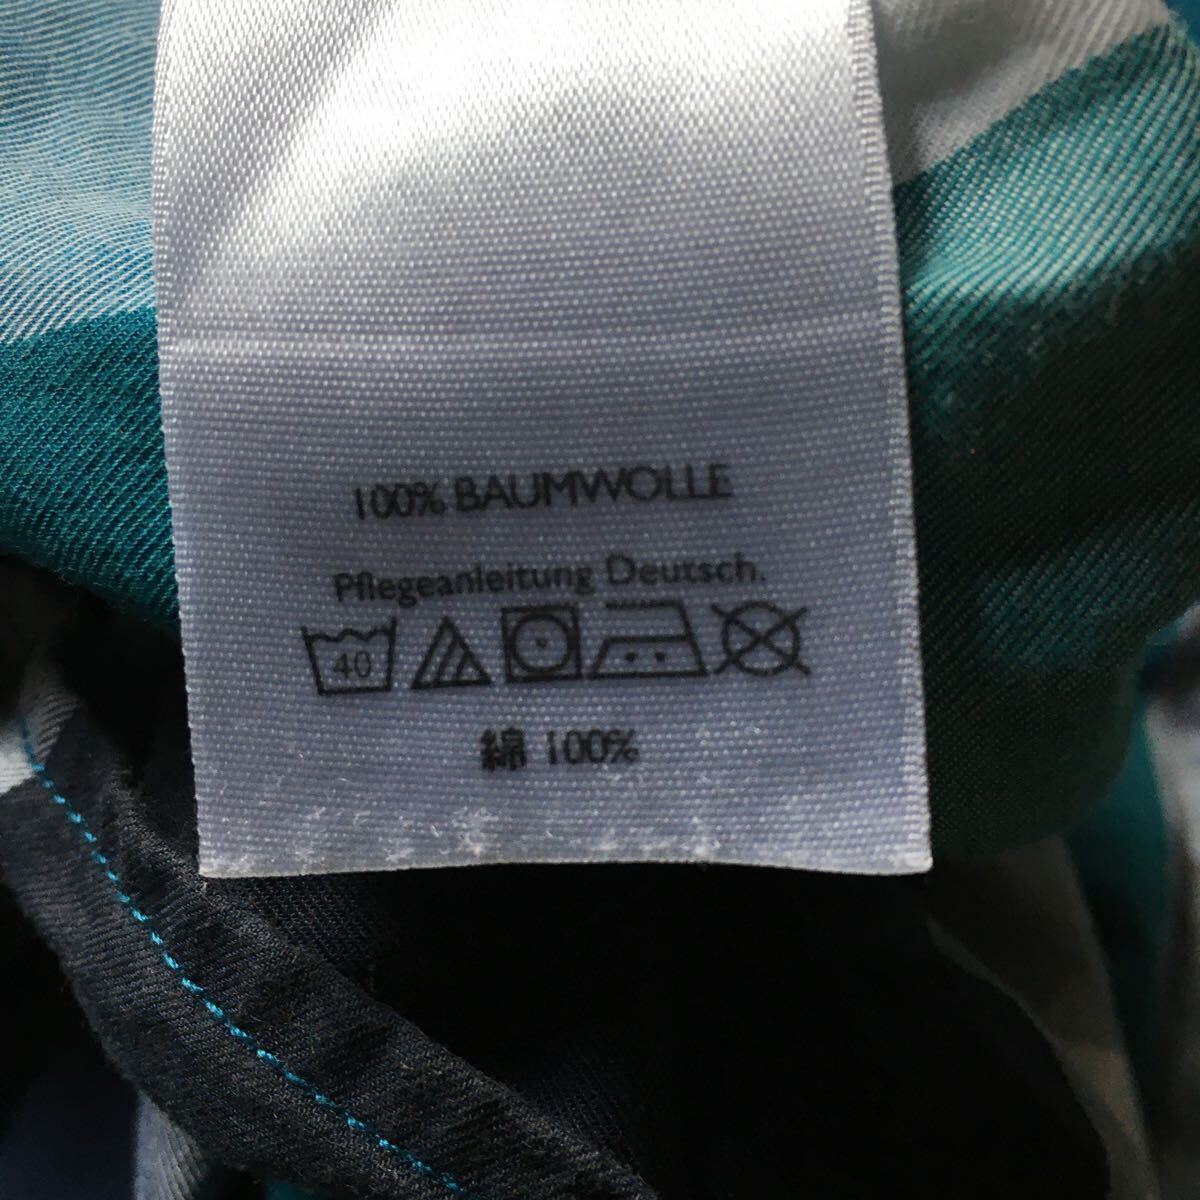 100% BAUMWOLLE
Pflegeanleitung Deutsch.
40
綿 100%